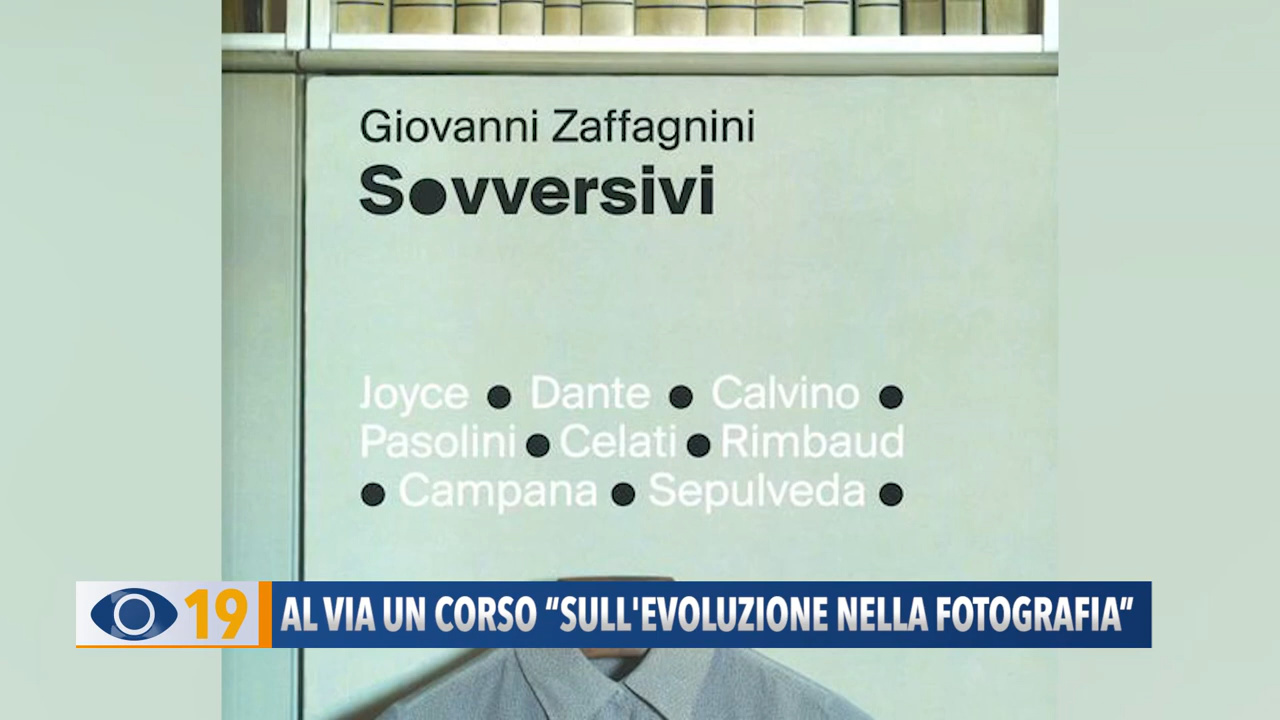 Giovanni Zaffagnini
Sovversivi
Joyce ● Dante ● Calvino ●
Pasolini ● Celati ● Rimbaud
● Campana ● Sepulveda ●
19 AL VIA UN CORSO “SULL'EVOLUZIONE NELLA FOTOGRAFIA”